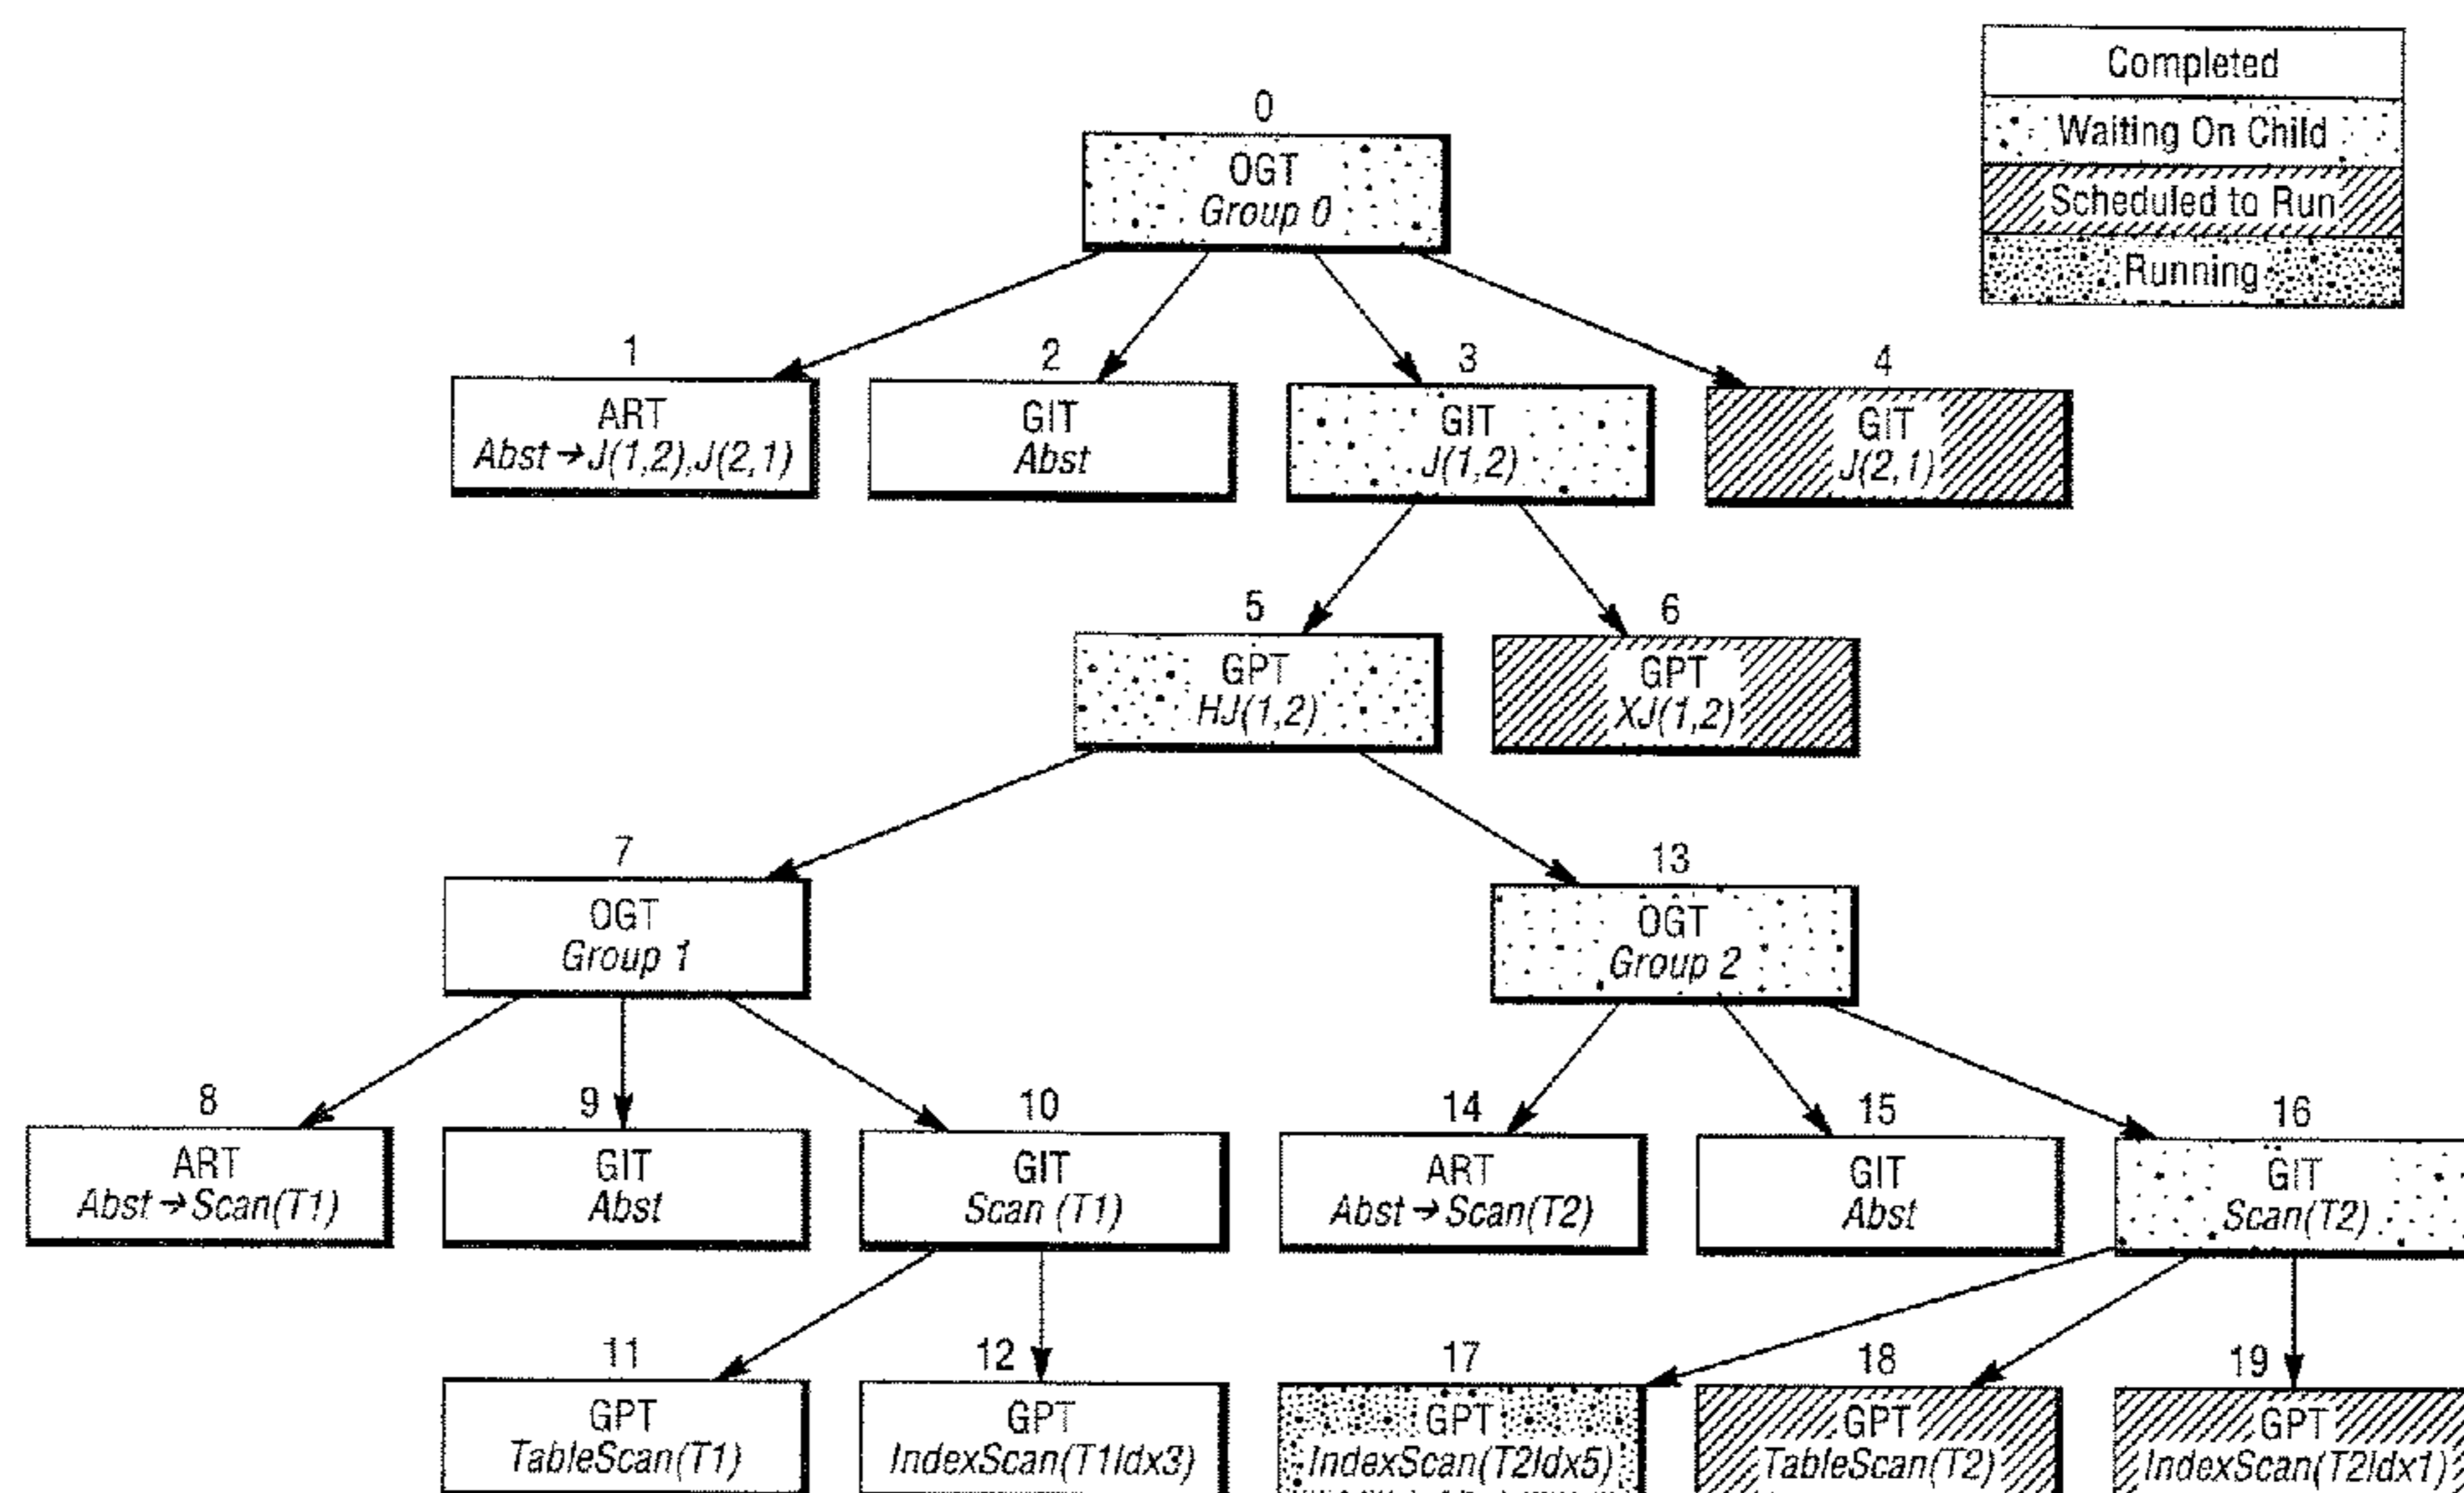 Completed
Waiting On Child
Scheduled to Run
Running
0
OGT
Group 0
1
ART
Abst→J(1,2),J(2,1)
2
GIT
Abst
3
GIT
J(1,2)
4
GIT
J(2,1)
5
GPT
HJ(1,2)
6
GPT
XJ(1,2)
7
OGT
Group 1
13
OGT
Group 2
8
ART
Abst→Scan(T1)
9
GIT
Abst
10
GIT
Scan (T1)
14
ART
Abst→Scan(T2)
15
GIT
Abst
16
GIT
Scan(T2)
11
GPT
TableScan(T1)
12
GPT
IndexScan(T1Idx3)
17
GPT
IndexScan(T2Idx5)
18
GPT
TableScan(T2)
19
GPT
IndexScan(T2Idx1)